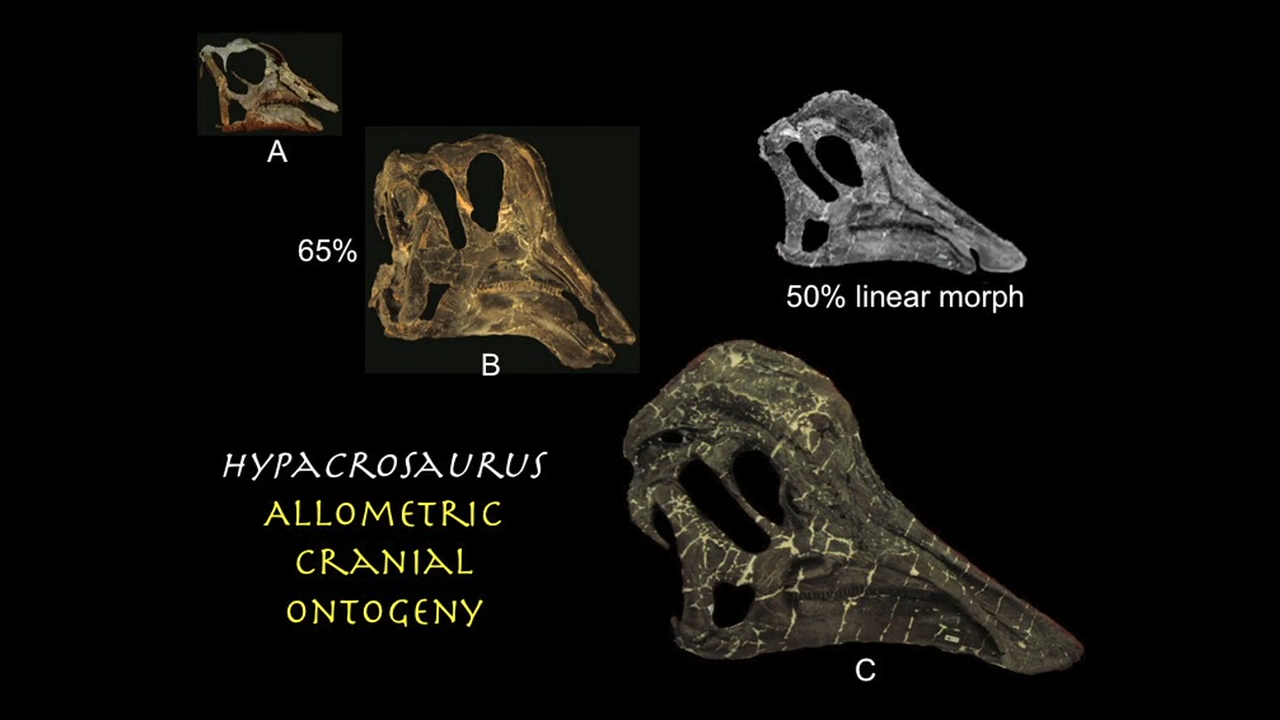 A
65%
B
50% linear morph
HYPACROSAURUS
ALLOMETRIC
CRANIAL
ONTOGENY
C